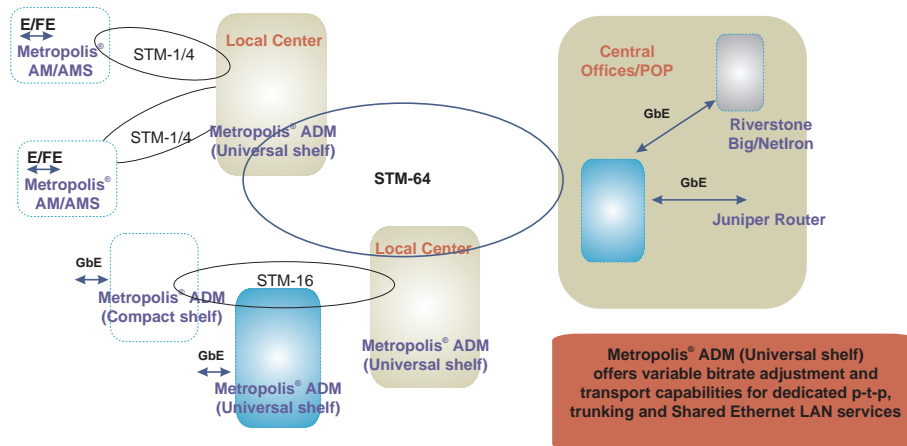 E/FE
Metropolis®
AM/AMS
STM-1/4
Local Center
Metropolis® ADM
(Universal shelf)
STM-1/4
E/FE
Metropolis®
AM/AMS
STM-64
Central
Offices/POP
GbE
Riverstone
Big/NetIron
GbE
Juniper Router
GbE
Metropolis® ADM
(Compact shelf)
STM-16
Local Center
Metropolis® ADM
(Universal shelf)
GbE
Metropolis® ADM
(Universal shelf)
Metropolis® ADM (Universal shelf)
offers variable bitrate adjustment and
transport capabilities for dedicated p-t-p,
trunking and Shared Ethernet LAN services